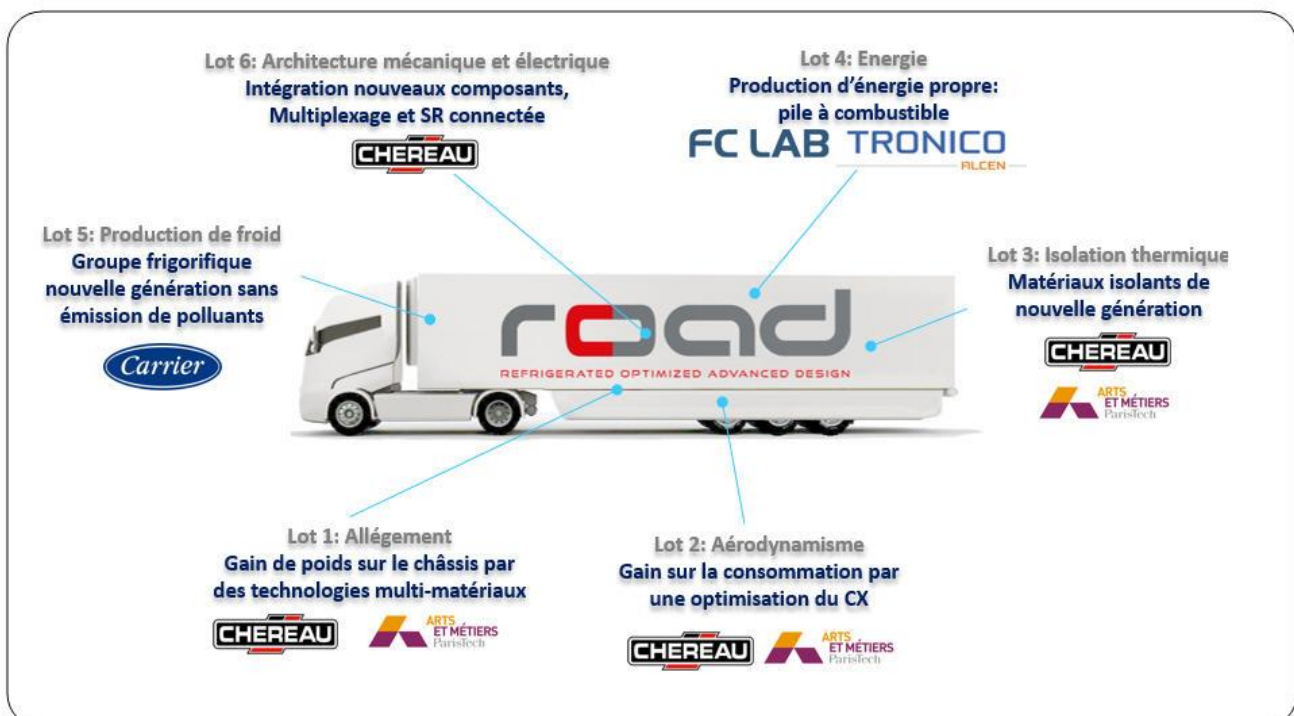 Lot 6: Architecture mécanique et électrique
Intégration nouveaux composants,
Multiplexage et SR connectée
CHEREAU
Lot 4: Energie
Production d'énergie propre:
pile à combustible
FC LAB TRONICO
ALCEN
Lot 5: Production de froid
Groupe frigorifique
nouvelle génération sans
émission de polluants
Carrier
road
REFRIGERATED OPTIMIZED ADVANCED DESIGN
Lot 3: Isolation thermique
Matériaux isolants de
nouvelle génération
CHEREAU
ARTS
ET MÉTIERS
ParisTech
Lot 1: Allégement
Gain de poids sur le châssis par
des technologies multi-matériaux
CHEREAU
ARTS
ET MÉTIERS
ParisTech
Lot 2: Aérodynamisme
Gain sur la consommation par
une optimisation du CX
CHEREAU
ARTS
ET MÉTIERS
ParisTech